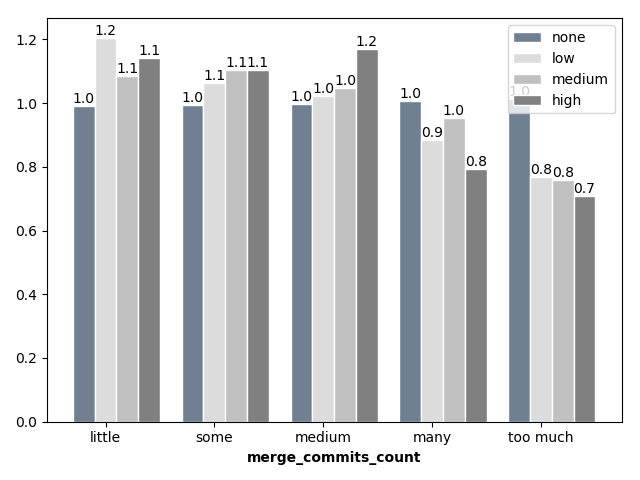 1.2
1.0
0.8
0.6
0.4
0.2
0.0
1.0 1.2 1.1 1.1
1.0 1.1 1.1 1.1
1.0 1.0 1.0 1.2
1.0 0.9 1.0 0.8
1.0 0.8 0.8 0.7
none
low
medium
high
little some medium many too much
merge_commits_count